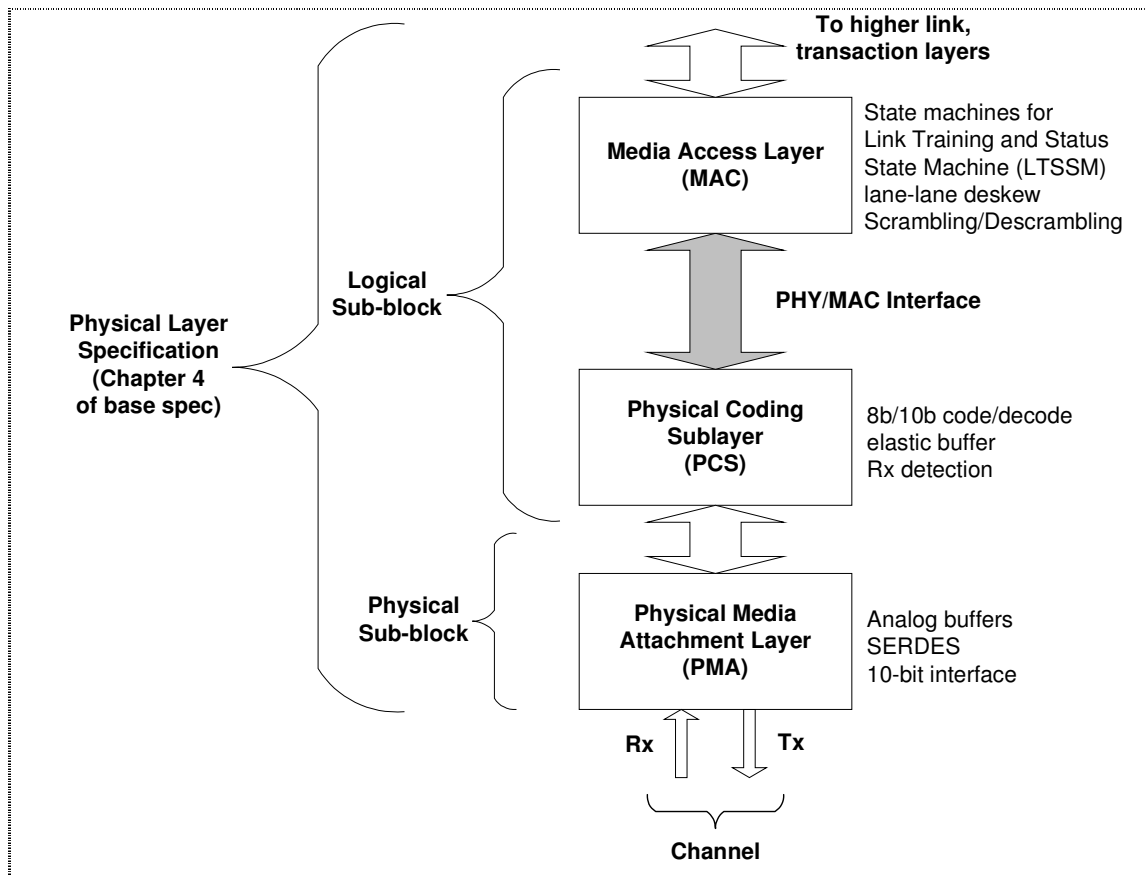 To higher link,
transaction layers
Media Access Layer
(MAC)
State machines for
Link Training and Status
State Machine (LTSSM)
lane-lane deskew
Scrambling/Descrambling
Logical
Sub-block
PHY/MAC Interface
Physical Layer
Specification
(Chapter 4
of base spec)
Physical Coding
Sublayer
(PCS)
8b/10b code/decode
elastic buffer
Rx detection
Physical
Sub-block
Physical Media
Attachment Layer
(PMA)
Analog buffers
SERDES
10-bit interface
Rx
Tx
Channel